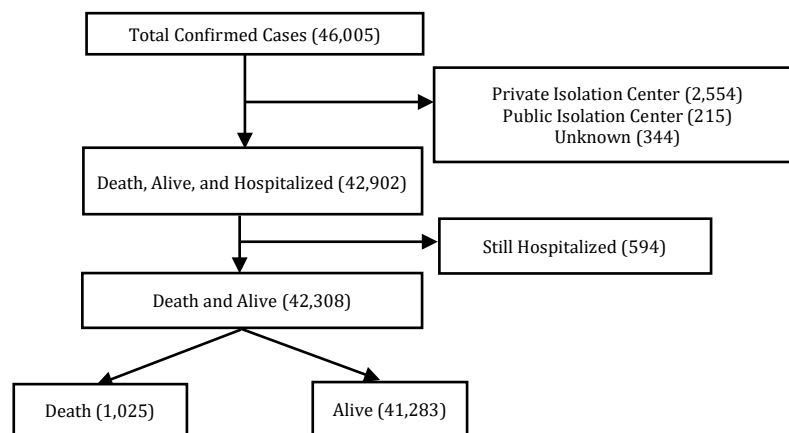 Total Confirmed Cases (46,005)
Private Isolation Center (2,554)
Public Isolation Center (215)
Unknown (344)
Death, Alive, and Hospitalized (42,902)
Still Hospitalized (594)
Death and Alive (42,308)
Death (1,025)
Alive (41,283)